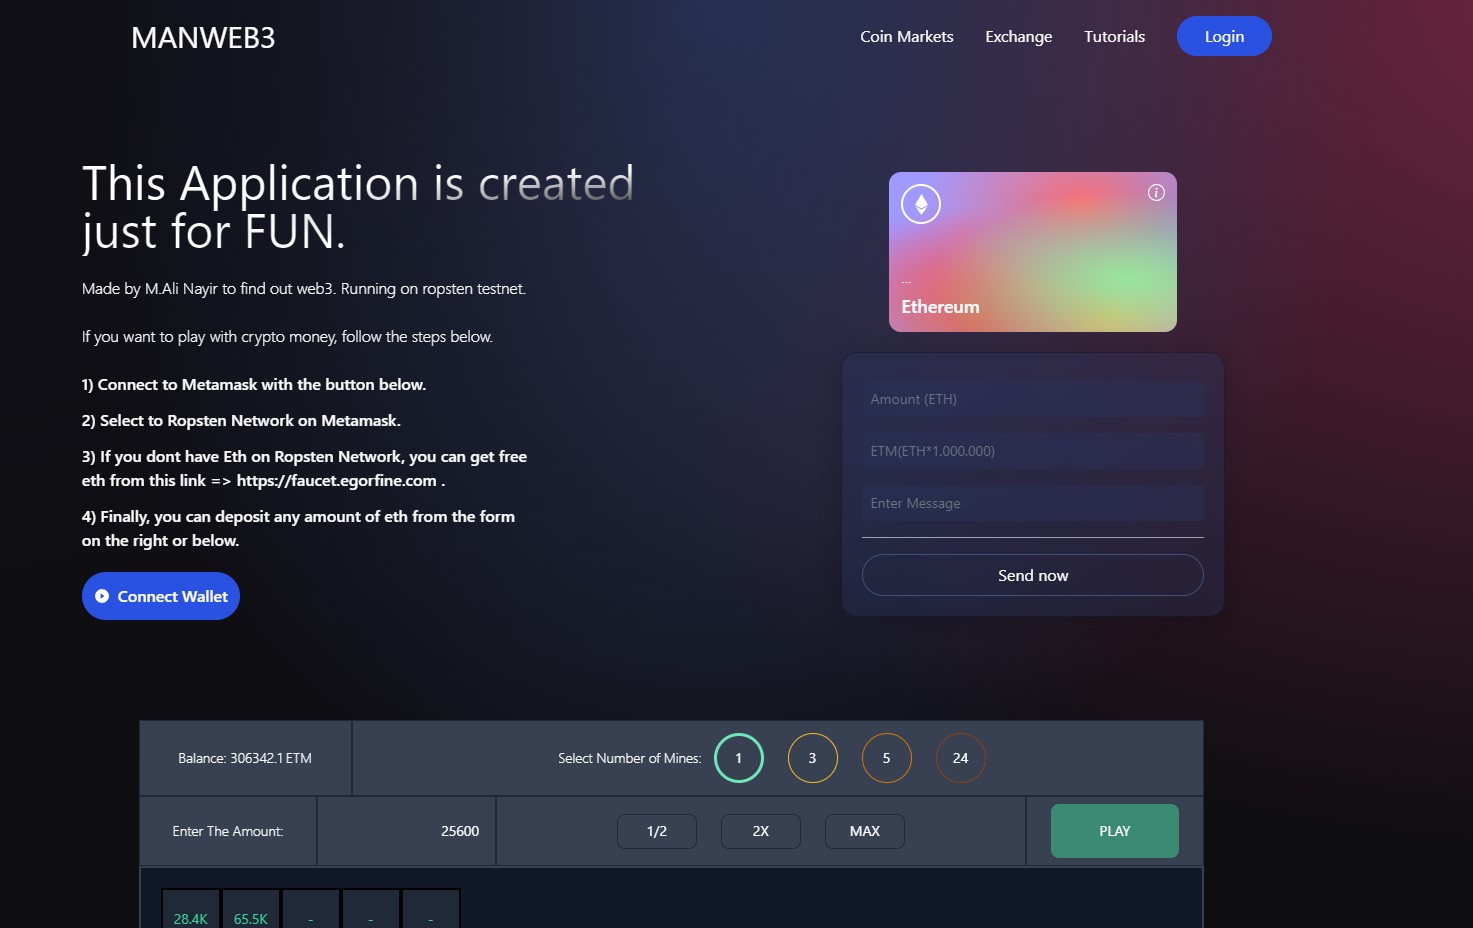 MANWEB3
Coin Markets
Exchange
Tutorials
Login
This Application is created
just for FUN.
Made by M.Ali Nayir to find out web3. Running on ropsten testnet.
If you want to play with crypto money, follow the steps below.
1) Connect to Metamask with the button below.
2) Select to Ropsten Network on Metamask.
3) If you dont have Eth on Ropsten Network, you can get free
eth from this link => https://faucet.egorfine.com .
4) Finally, you can deposit any amount of eth from the form
on the right or below.
Connect Wallet
...
Ethereum
Amount (ETH)
ETM(ETH*1.000.000)
Enter Message
Send now
Balance: 306342.1 ETM
Select Number of Mines:
1
3
5
24
Enter The Amount:
25600
1/2
2X
MAX
PLAY
28.4K
65.5K
-
-
-